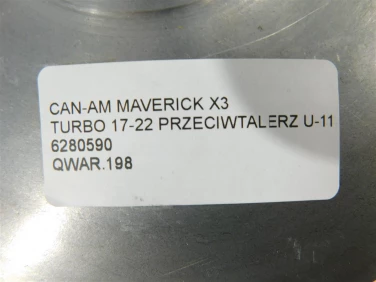 CAN-AM MAVERICK X3
TURBO 17-22 PRZECIWTALERZ U-11
6280590
QWAR.198